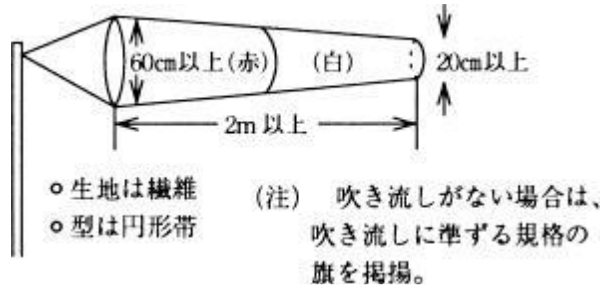 60cm以上(赤)
(白)
20cm以上
2m以上
○生地は繊維
○型は円形帯
(注) 吹き流しがない場合は、
吹き流しに準ずる規格の
旗を掲揚。